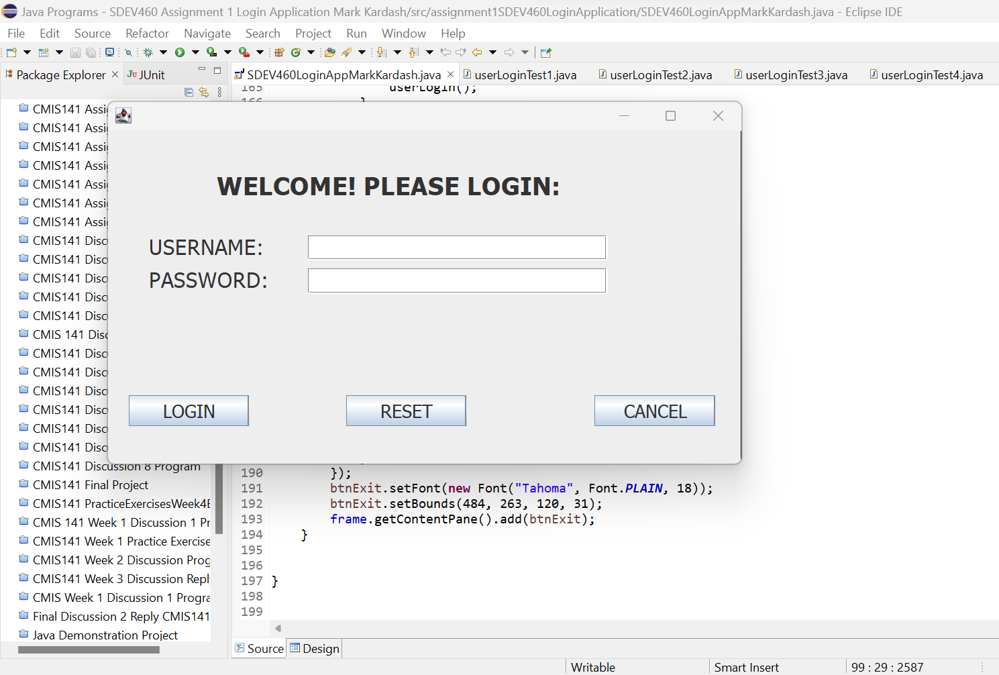 Java Programs - SDEV460 Assignment 1 Login Application Mark Kardash/src/assignment1SDEV460LoginApplication/SDEV460LoginAppMarkKardash.java - Eclipse IDE
File Edit Source Refactor Navigate Search Project Run Window Help
Package Explorer JUnit
SDEV460LoginAppMarkKardash.java userLoginTest1.java userLoginTest2.java userLoginTest3.java userLoginTest4.java
CMIS141 Assi
CMIS141 Assi
CMIS141 Assi
CMIS141 Assi
CMIS141 Assi
CMIS141 Assi
CMIS141 Assi
CMIS141 Disc
CMIS141 Disc
CMIS141 Disc
CMIS141 Disc
CMIS141 Disc
CMIS 141 Disc
CMIS141 Disc
CMIS141 Disc
CMIS141 Disc
CMIS141 Disc
CMIS141 Disc
CMIS141 Disc
CMIS141 Discussion 8 Program
CMIS141 Final Project
CMIS141 PracticeExercisesWeek4E
CMIS 141 Week 1 Discussion 1 Pr
CMIS141 Week 1 Practice Exercise
CMIS141 Week 2 Discussion Prog
CMIS141 Week 3 Discussion Repl
CMIS Week 1 Discussion 1 Progra
Final Discussion 2 Reply CMIS141
Java Demonstration Project
165 userLogin();
166 }
WELCOME! PLEASE LOGIN:
USERNAME:
PASSWORD:
LOGIN RESET CANCEL
190 });
191 btnExit.setFont(new Font("Tahoma", Font.PLAIN, 18));
192 btnExit.setBounds(484, 263, 120, 31);
193 frame.getContentPane().add(btnExit);
194 }
195
196
197 }
198
199
Source Design
Writable Smart Insert 99 : 29 : 2587